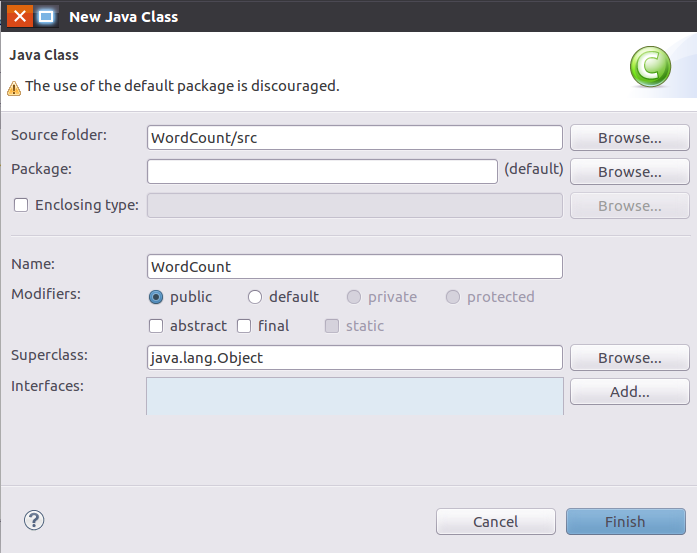 New Java Class
Java Class
The use of the default package is discouraged.
Source folder: WordCount/src Browse...
Package: (default) Browse...
Enclosing type: Browse...
Name: WordCount
Modifiers: public default private protected
abstract final static
Superclass: java.lang.Object Browse...
Interfaces: Add...
? Cancel Finish